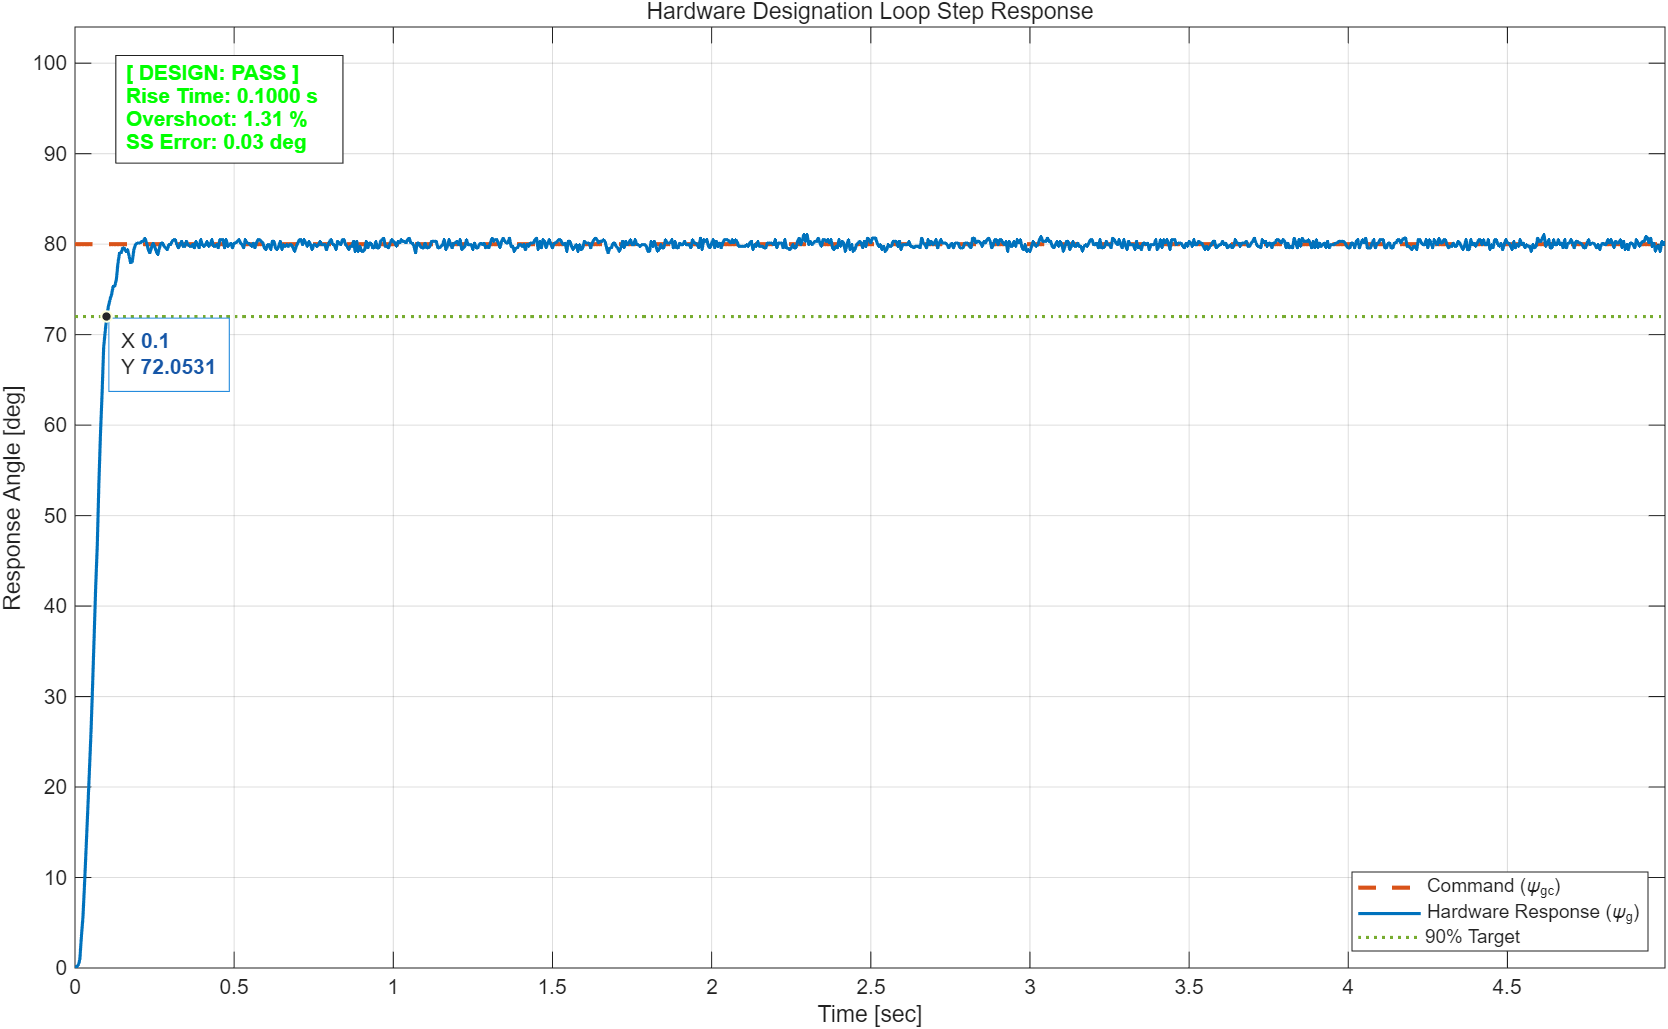 Hardware Designation Loop Step Response
100
90
80
70
60
50
40
30
20
10
0
Response Angle [deg]
[ DESIGN: PASS ]
Rise Time: 0.1000 s
Overshoot: 1.31 %
SS Error: 0.03 deg
X 0.1
Y 72.0531
Command (ψgc)
Hardware Response (ψg)
90% Target
0 0.5 1 1.5 2 2.5 3 3.5 4 4.5
Time [sec]